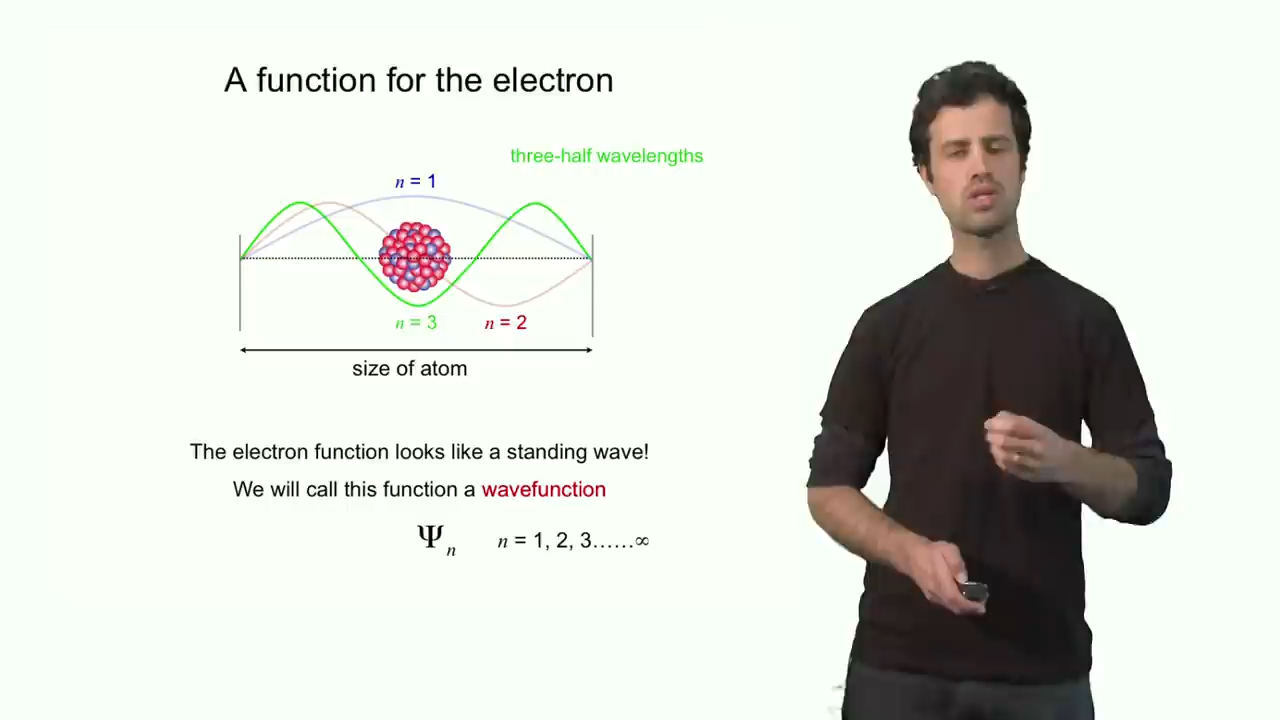 A function for the electron
three-half wavelengths
n = 1
n = 3
n = 2
size of atom
The electron function looks like a standing wave!
We will call this function a wavefunction
Ψn n = 1, 2, 3……∞